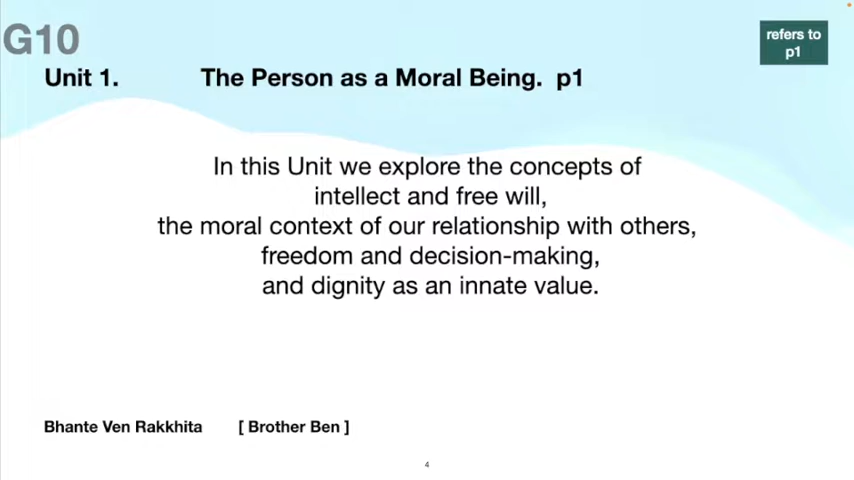 G10
refers to
p1
Unit 1. The Person as a Moral Being. p1
In this Unit we explore the concepts of
intellect and free will,
the moral context of our relationship with others,
freedom and decision-making,
and dignity as an innate value.
Bhante Ven Rakkhita [ Brother Ben ]
4